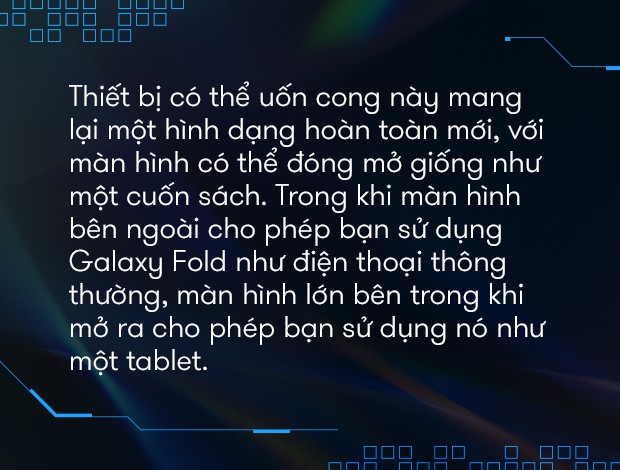 Thiết bị có thể uốn cong này mang
lại một hình dạng hoàn toàn mới, với
màn hình có thể đóng mở giống như
một cuốn sách. Trong khi màn hình
bên ngoài cho phép bạn sử dụng
Galaxy Fold như điện thoại thông
thường, màn hình lớn bên trong khi
mở ra cho phép bạn sử dụng nó như
một tablet.